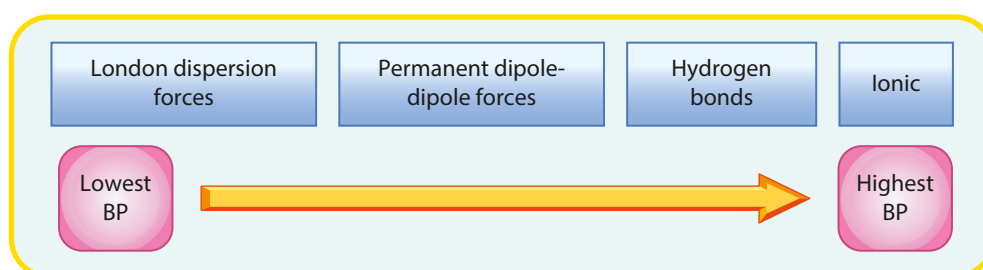 London dispersion
forces
Permanent dipole-
dipole forces
Hydrogen
bonds
Ionic
Lowest
BP
Highest
BP